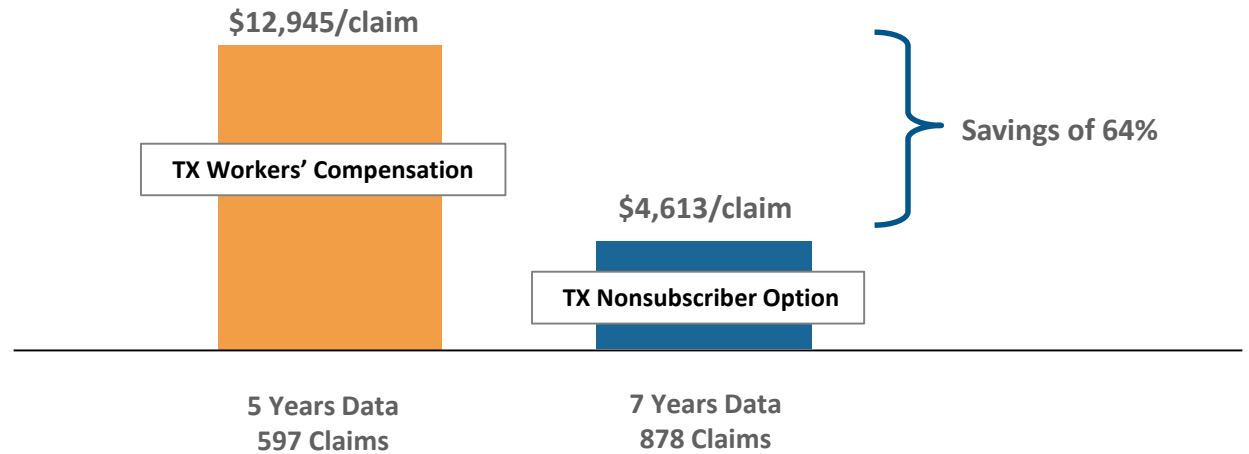 $12,945/claim
TX Workers’ Compensation
Savings of 64%
$4,613/claim
TX Nonsubscriber Option
5 Years Data
597 Claims
7 Years Data
878 Claims